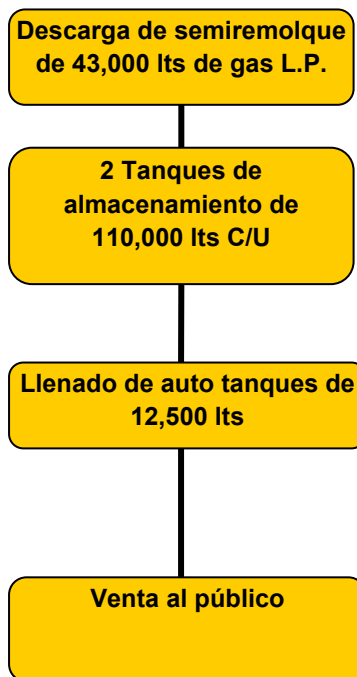 Descarga de semiremolque
de 43,000 lts de gas L.P.
2 Tanques de
almacenamiento de
110,000 lts C/U
Llenado de auto tanques de
12,500 lts
Venta al público